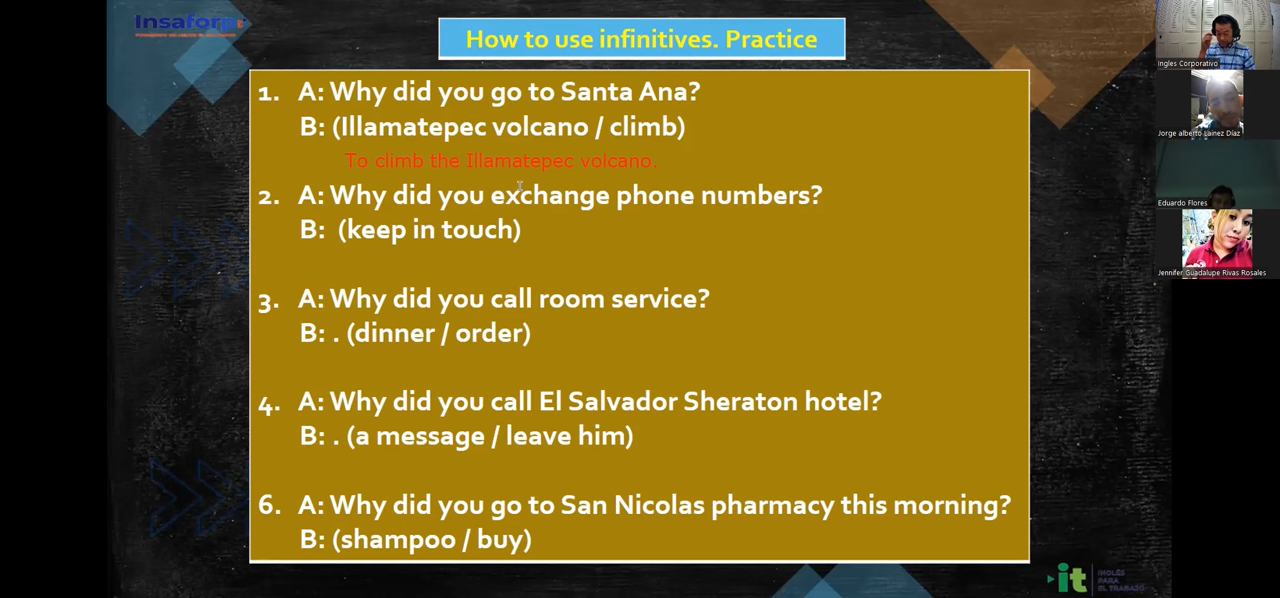 Insaforp
How to use infinitives. Practice
1. A: Why did you go to Santa Ana?
B: (Illamatepec volcano / climb)
To climb the Illamatepec volcano.
2. A: Why did you exchange phone numbers?
B: (keep in touch)
3. A: Why did you call room service?
B: . (dinner / order)
4. A: Why did you call El Salvador Sheraton hotel?
B: . (a message / leave him)
6. A: Why did you go to San Nicolas pharmacy this morning?
B: (shampoo / buy)
Ingles Corporativo
Jorge alberto Lainez Díaz
Eduardo Flores
Jennifer Guadalupe Rivas Rosales
it
INGLÉS
PARA
EL TRABAJO